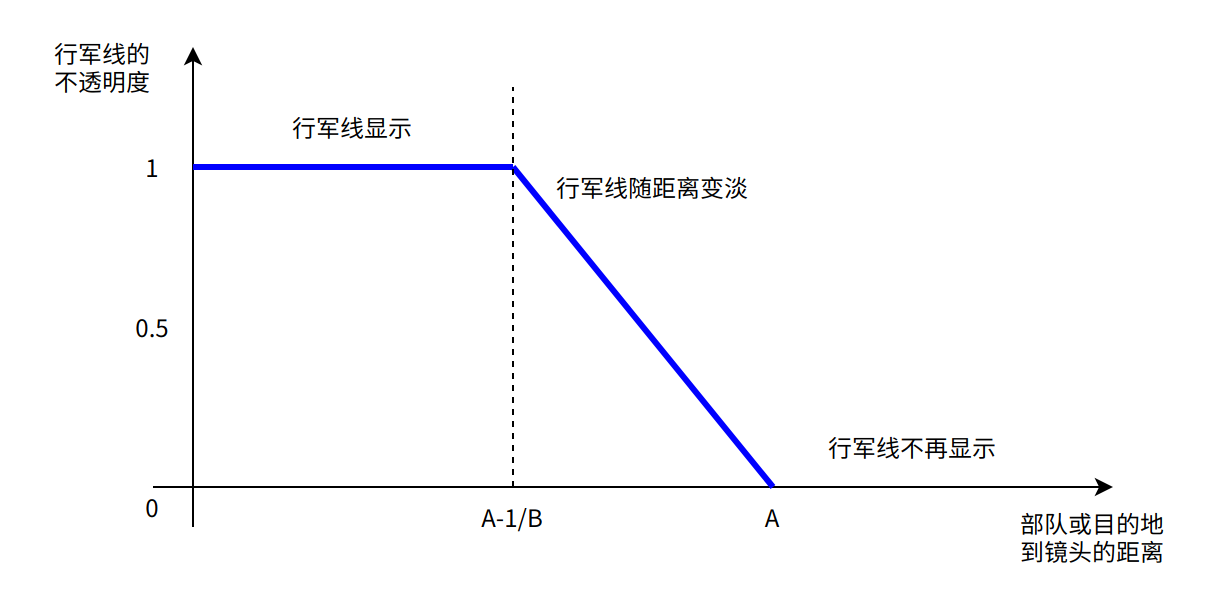 行军线的
不透明度
行军线显示
1
行军线随距离变淡
0.5
行军线不再显示
0
A-1/B
A
部队或目的地
到镜头的距离